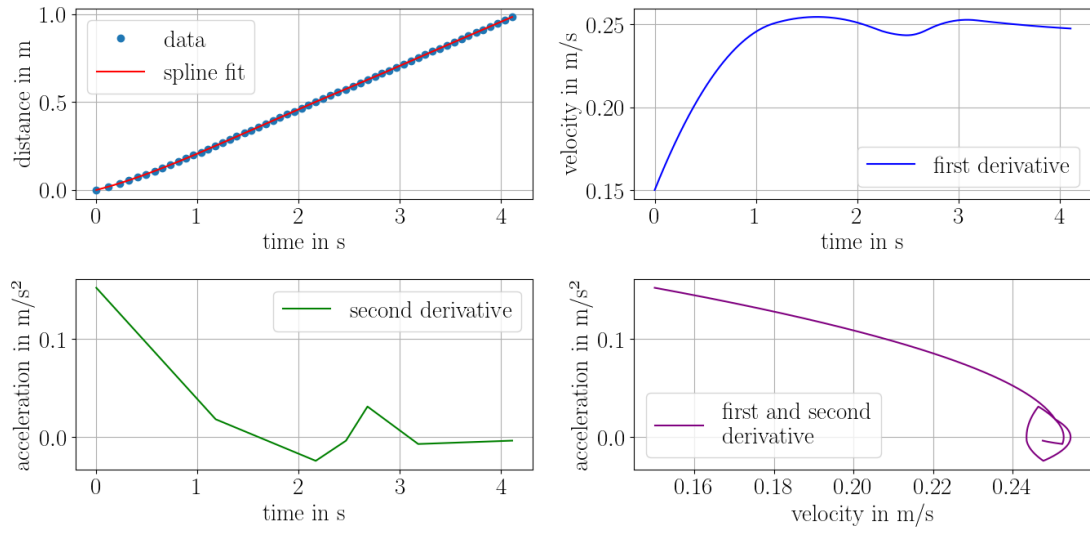 distance in m
1.0
0.5
0.0
data
spline fit
0
1
2
3
4
time in s
velocity in m/s
0.25
0.20
0.15
first derivative
0
1
2
3
4
time in s
acceleration in m/s²
0.1
0.0
second derivative
0
1
2
3
4
time in s
acceleration in m/s²
0.1
0.0
first and second
derivative
0.16
0.18
0.20
0.22
0.24
velocity in m/s